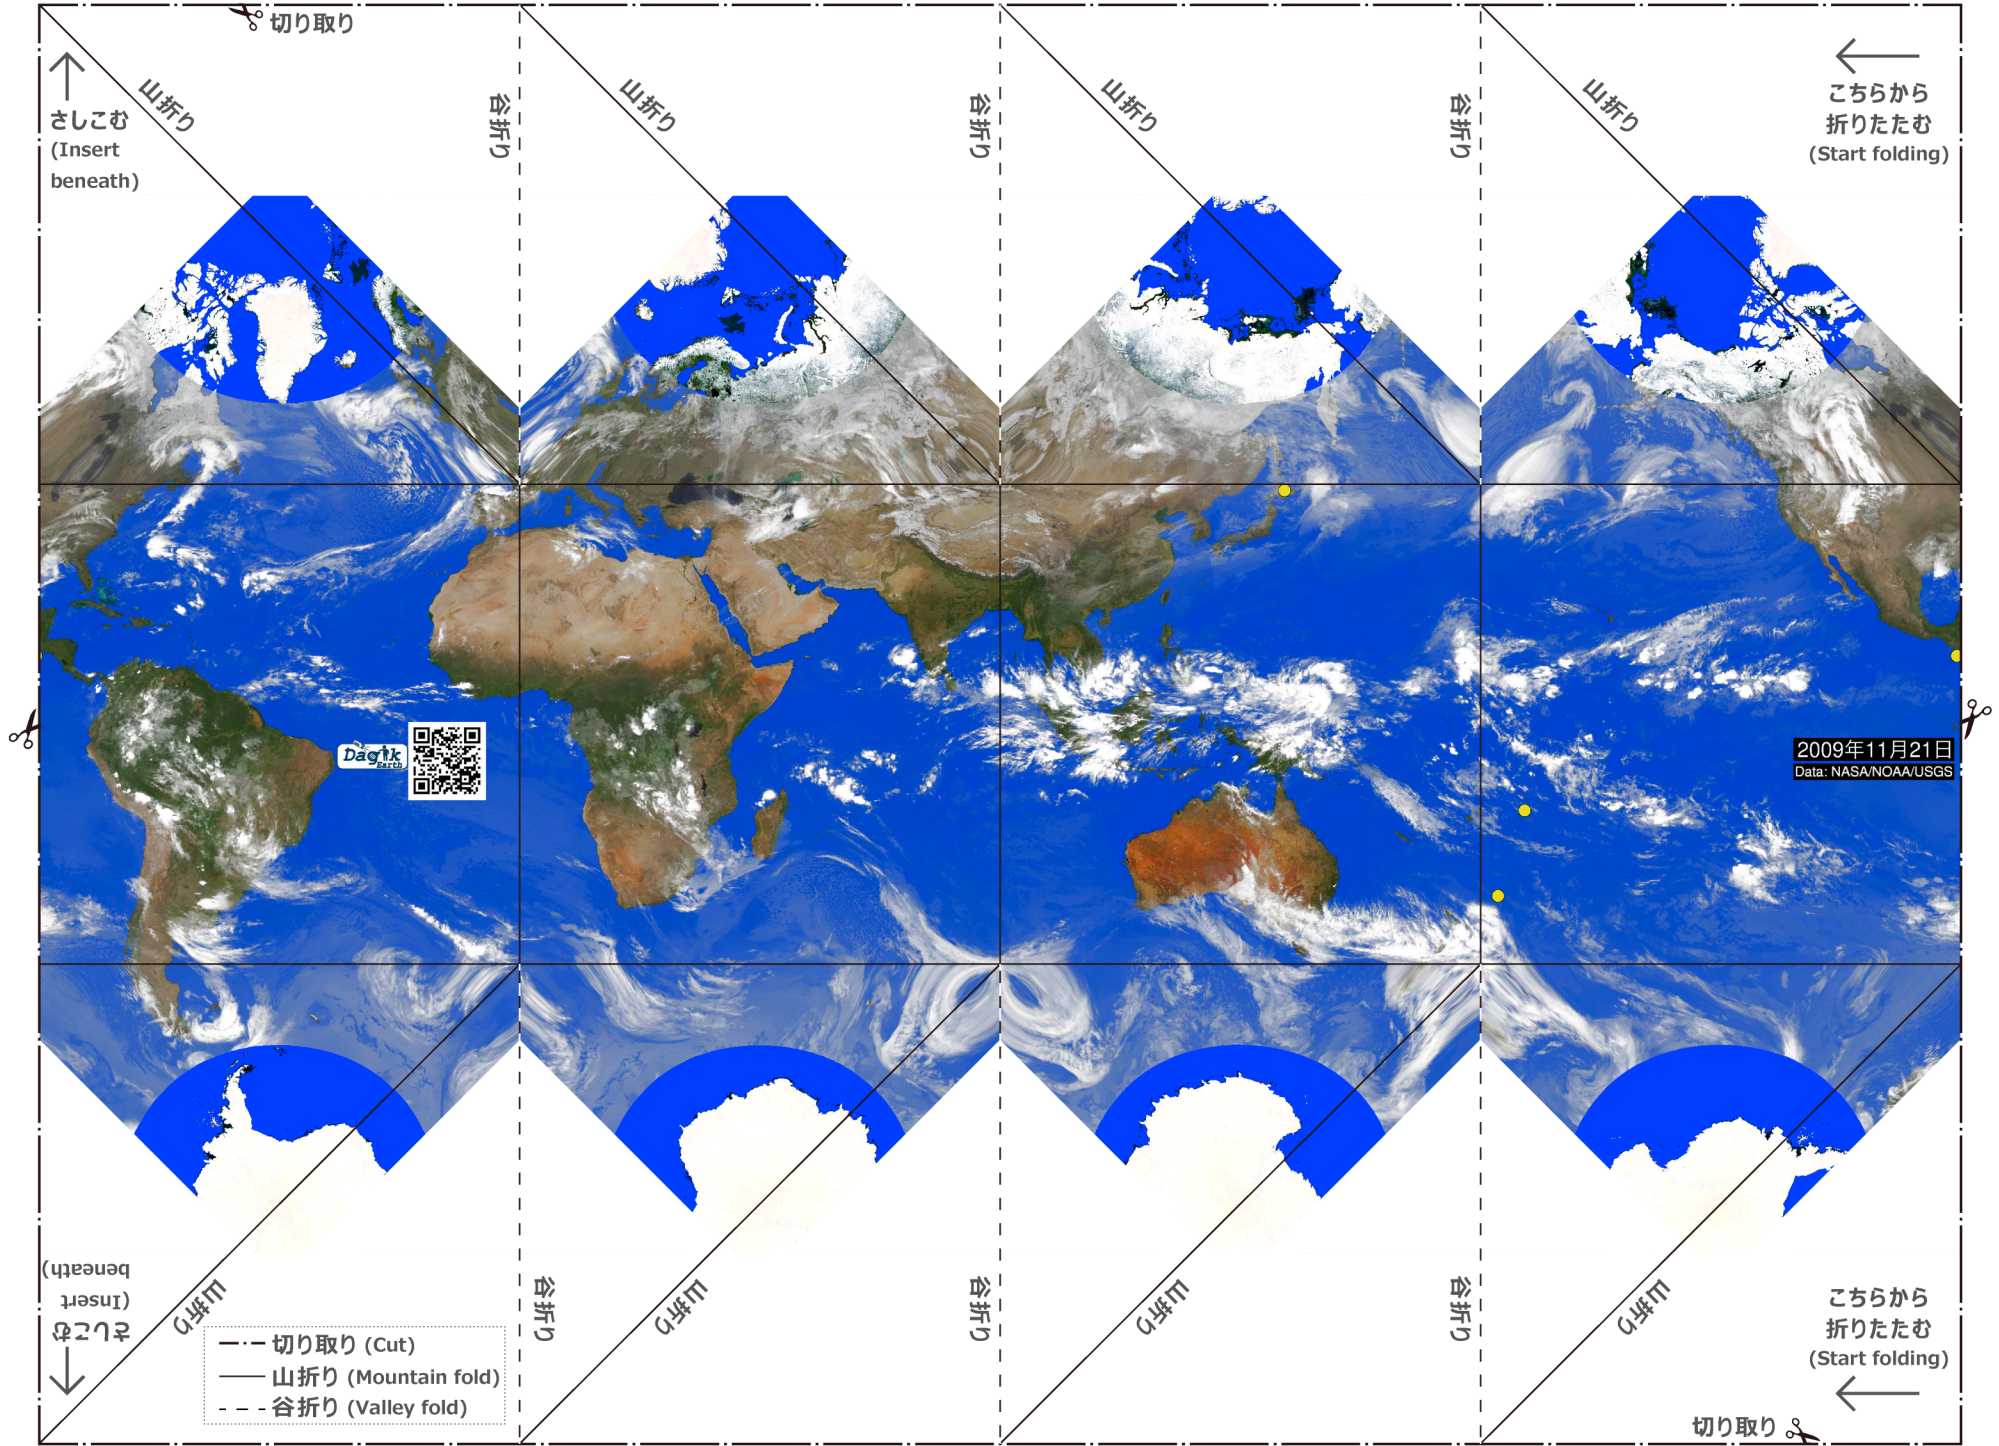 切り取り
山折り
谷折り
山折り
谷折り
山折り
谷折り
山折り
さしこむ
(Insert
beneath)
こちらから
折りたたむ
(Start folding)
Dagik
Earth
2009年11月21日
Data: NASA/NOAA/USGS
さしこむ
(Insert
beneath)
山折り
谷折り
山折り
谷折り
山折り
谷折り
山折り
こちらから
折りたたむ
(Start folding)
切り取り (Cut)
山折り (Mountain fold)
谷折り (Valley fold)
切り取り